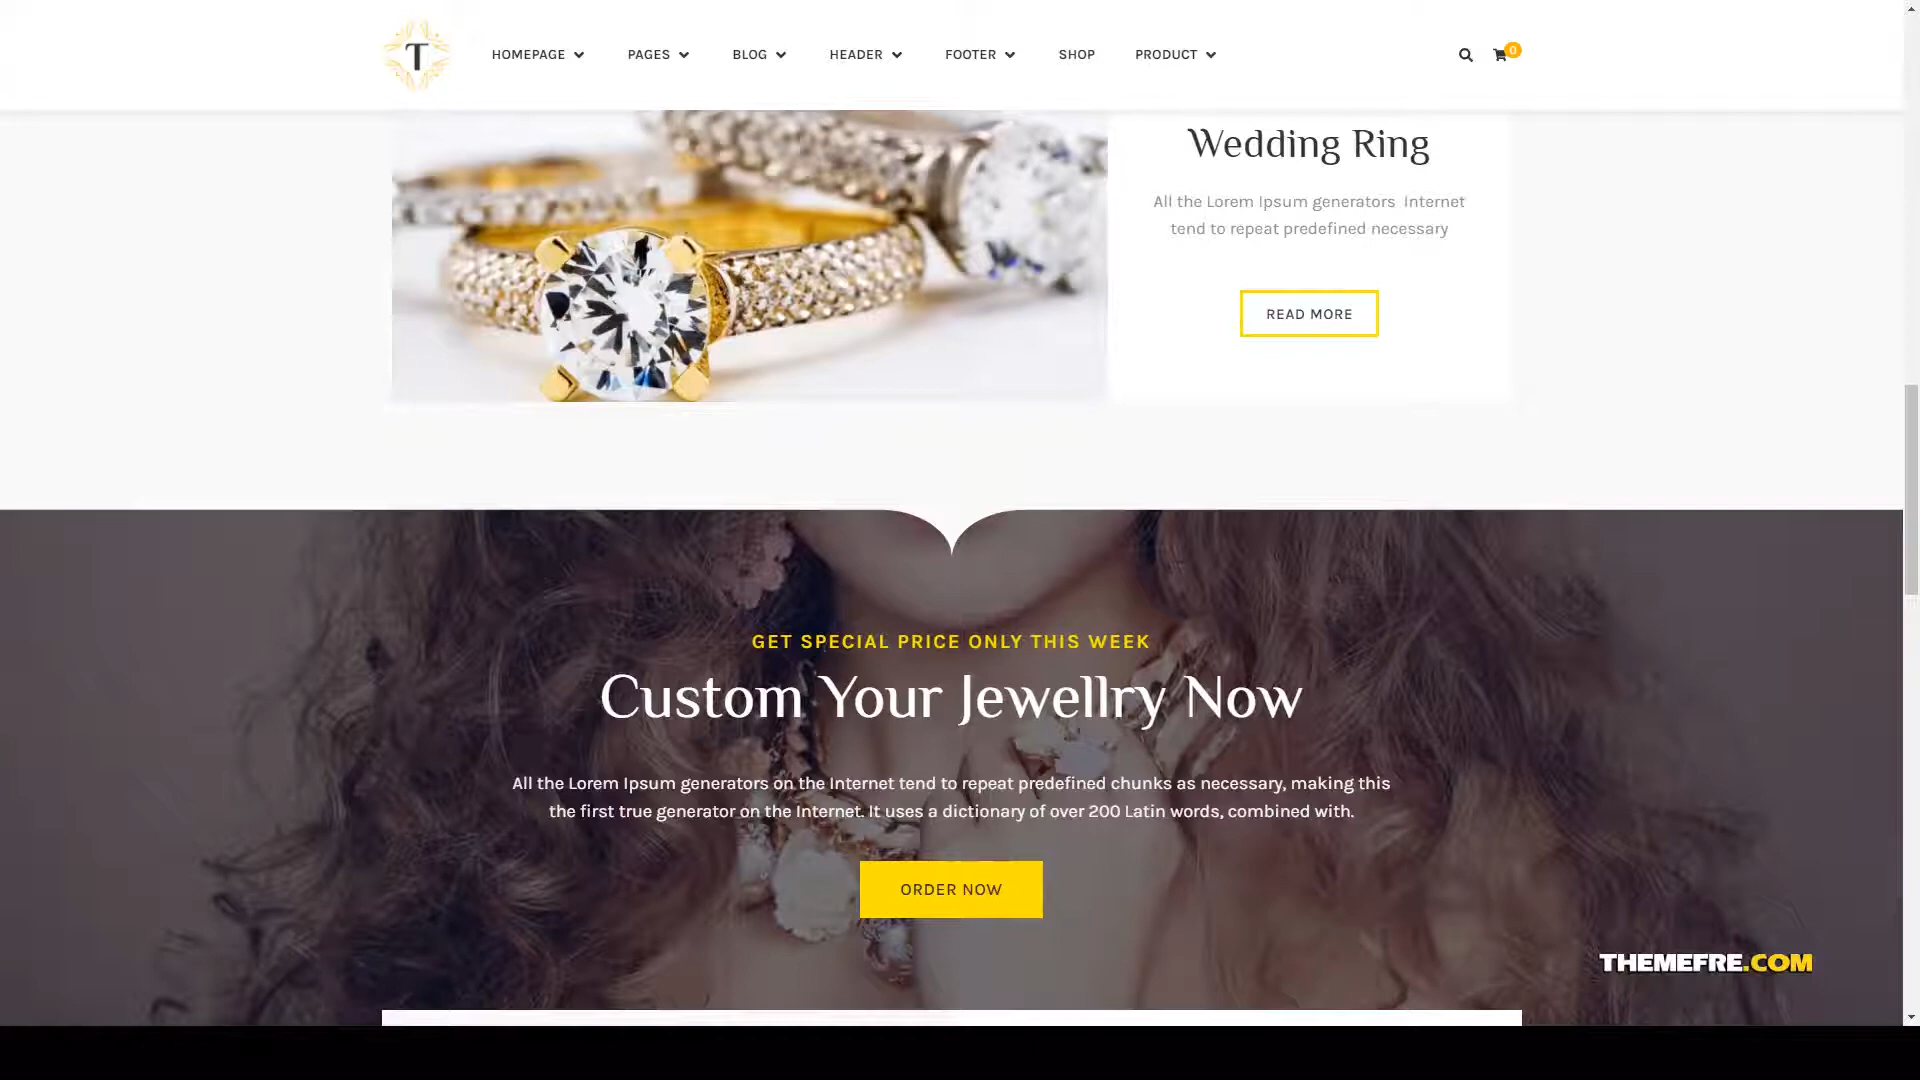 T
HOMEPAGE PAGES BLOG HEADER FOOTER SHOP PRODUCT 0
Wedding Ring
All the Lorem Ipsum generators Internet
tend to repeat predefined necessary
READ MORE
GET SPECIAL PRICE ONLY THIS WEEK
Custom Your Jewellry Now
All the Lorem Ipsum generators on the Internet tend to repeat predefined chunks as necessary, making this
the first true generator on the Internet. It uses a dictionary of over 200 Latin words, combined with.
ORDER NOW
THEMEFRE.COM